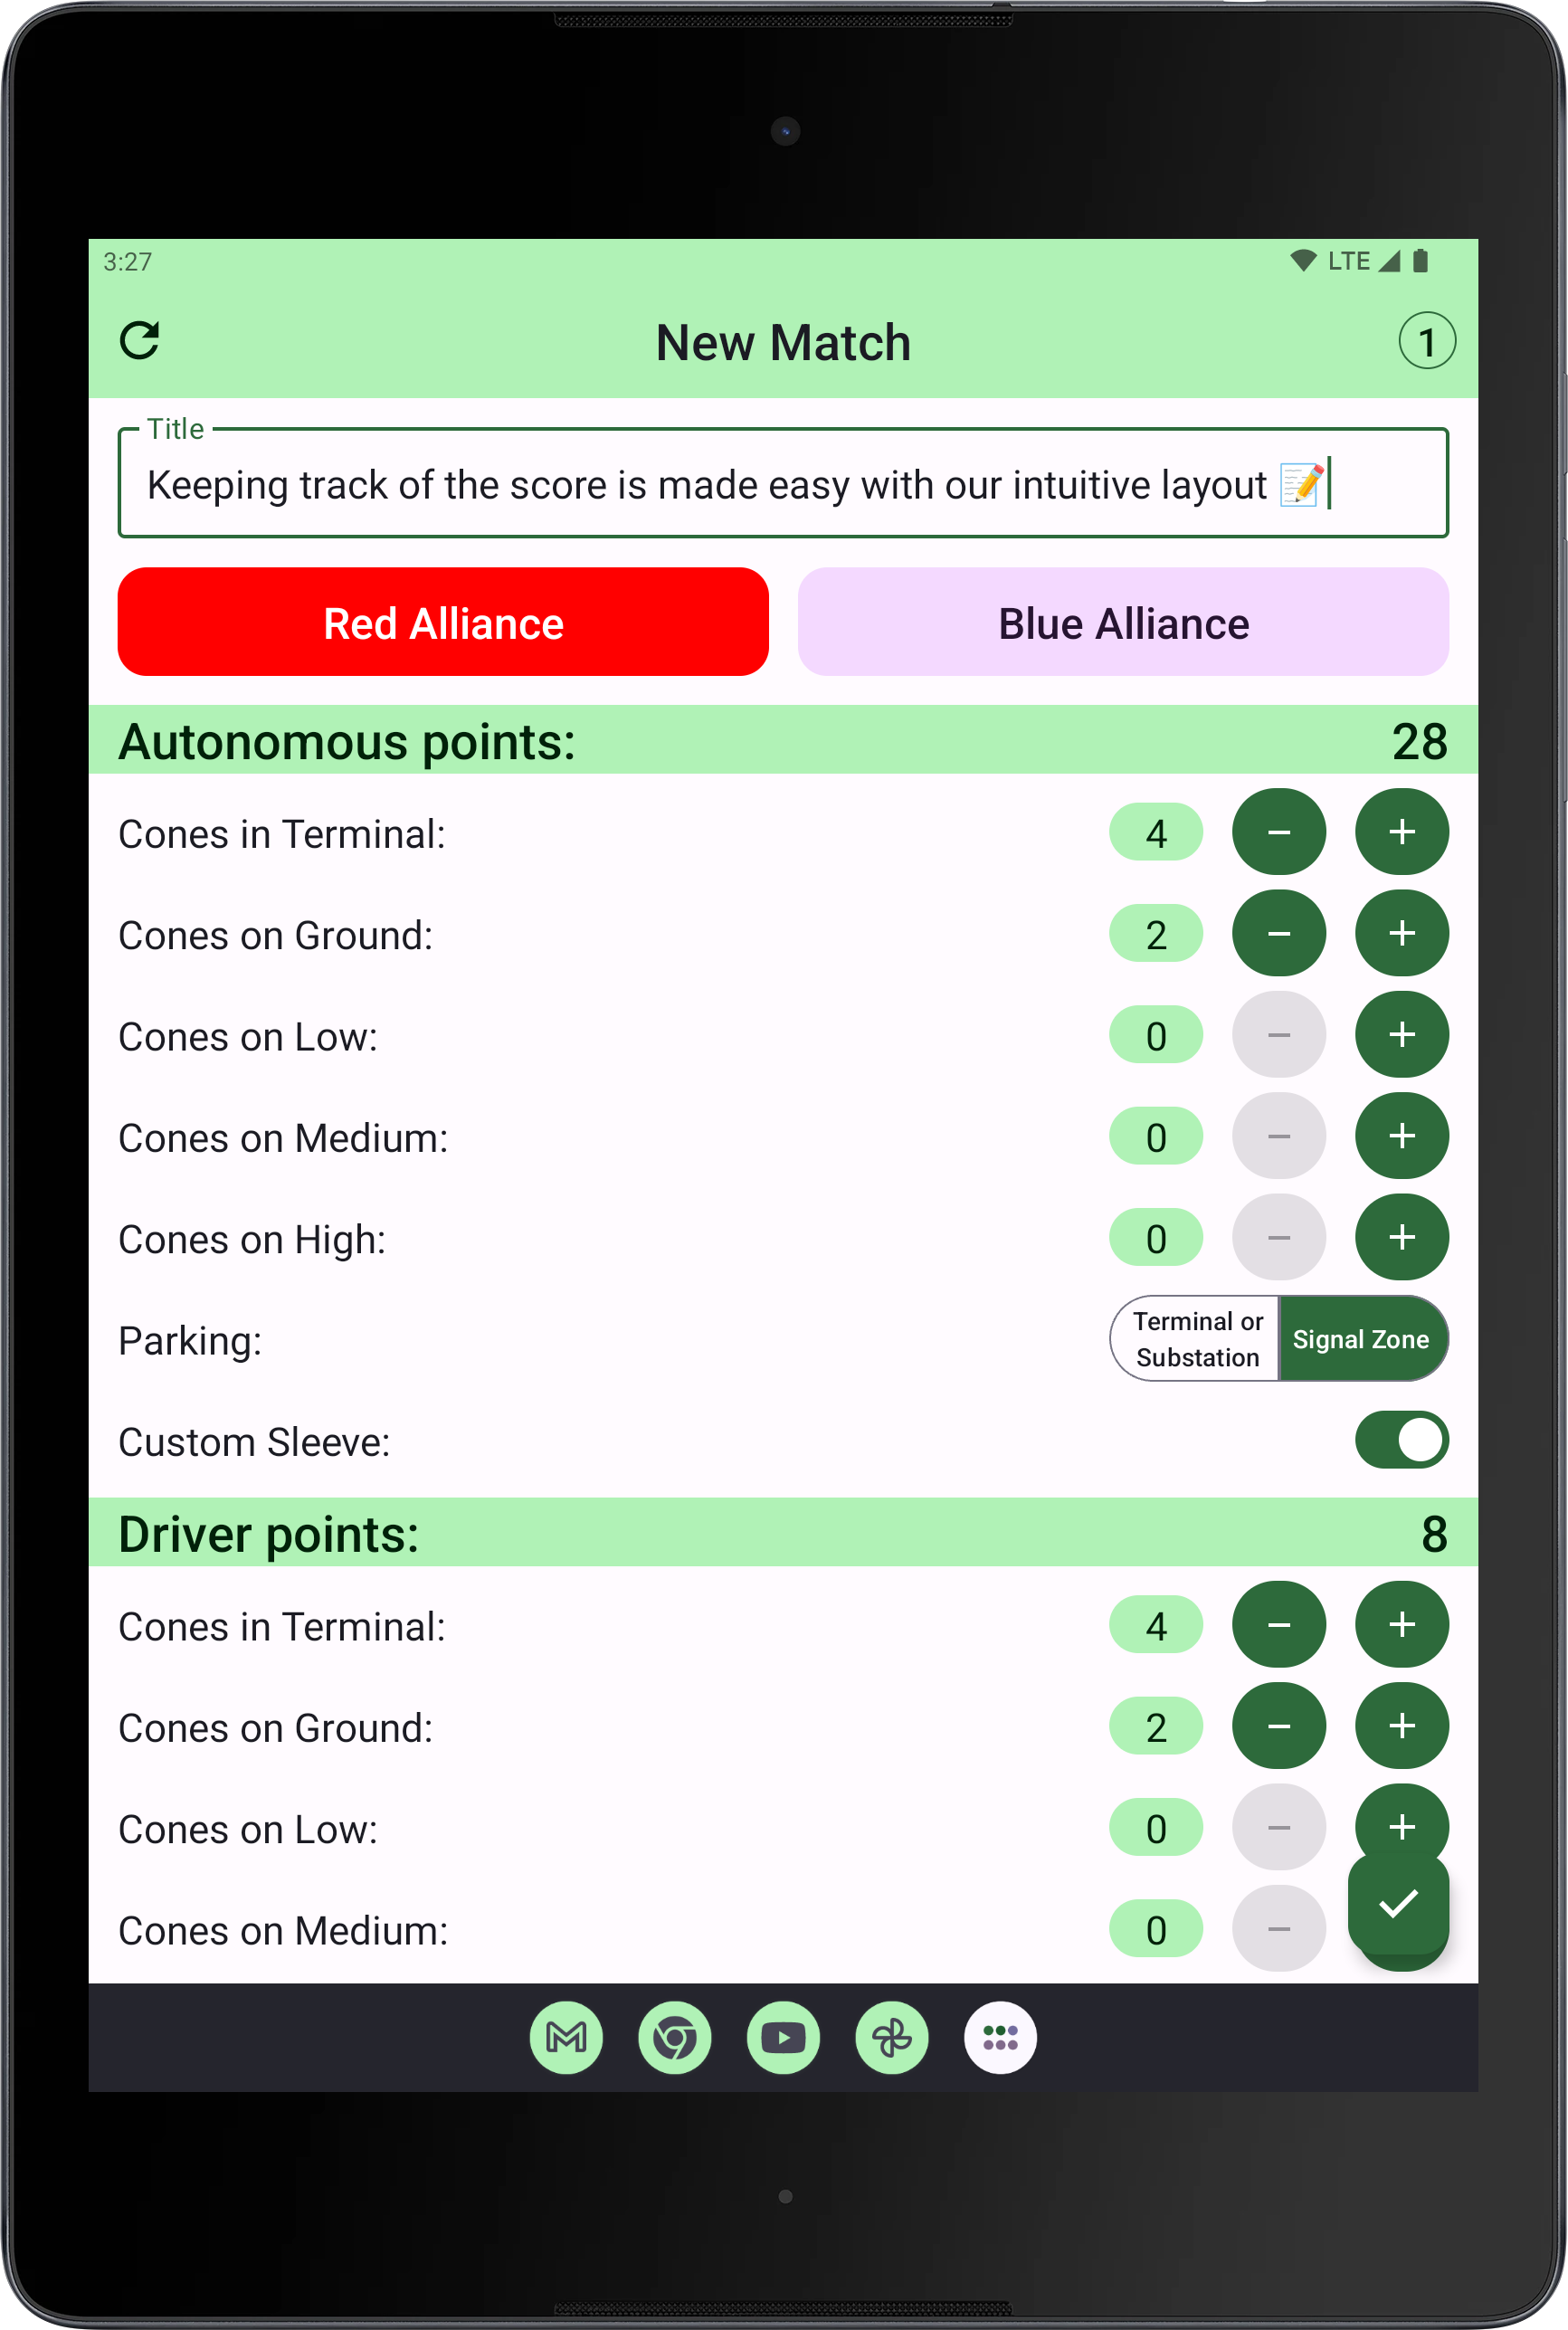 3:27 LTE
New Match 1
Title
Keeping track of the score is made easy with our intuitive layout 📝
Red Alliance Blue Alliance
Autonomous points: 28
Cones in Terminal: 4 − +
Cones on Ground: 2 − +
Cones on Low: 0 − +
Cones on Medium: 0 − +
Cones on High: 0 − +
Parking: Terminal or Substation Signal Zone
Custom Sleeve:
Driver points: 8
Cones in Terminal: 4 − +
Cones on Ground: 2 − +
Cones on Low: 0 − +
Cones on Medium: 0 −